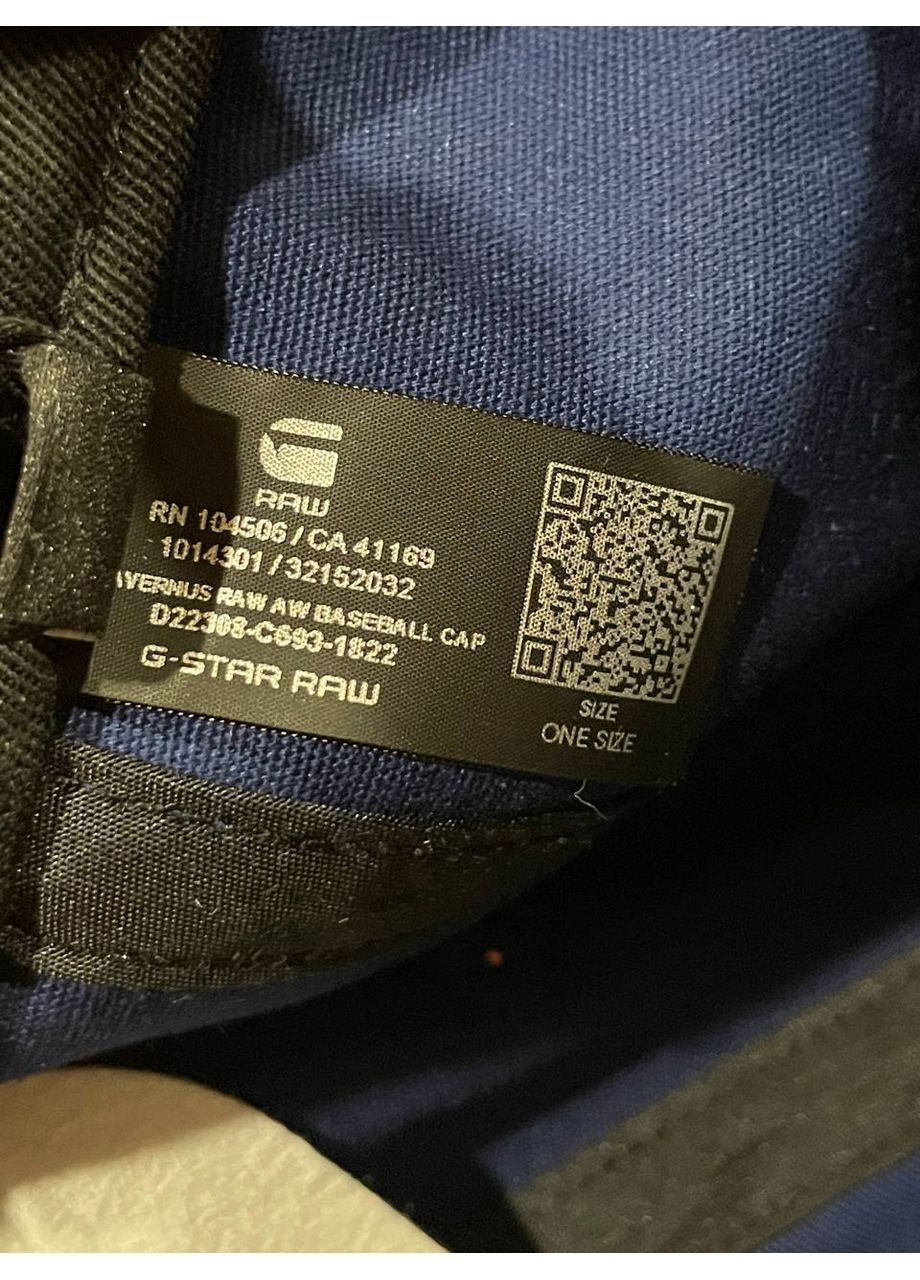 RAW
RN 104506 / CA 41169
1014301 / 32152032
AVERNUS RAW AW BASEBALL CAP
D22308-C693-1822
G-STAR RAW
SIZE
ONE SIZE